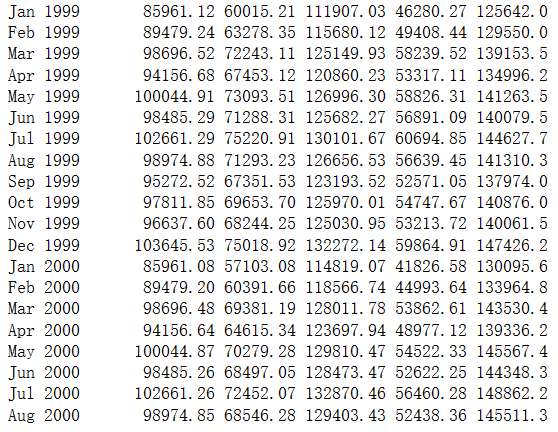 Jan 1999 85961.12 60015.21 111907.03 46280.27 125642.0
Feb 1999 89479.24 63278.35 115680.12 49408.44 129550.0
Mar 1999 98696.52 72243.11 125149.93 58239.52 139153.5
Apr 1999 94156.68 67453.12 120860.23 53317.11 134996.2
May 1999 100044.91 73093.51 126996.30 58826.31 141263.5
Jun 1999 98485.29 71288.31 125682.27 56891.09 140079.5
Jul 1999 102661.29 75220.91 130101.67 60694.85 144627.7
Aug 1999 98974.88 71293.23 126656.53 56639.45 141310.3
Sep 1999 95272.52 67351.53 123193.52 52571.05 137974.0
Oct 1999 97811.85 69653.70 125970.01 54747.67 140876.0
Nov 1999 96637.60 68244.25 125030.95 53213.72 140061.5
Dec 1999 103645.53 75018.92 132272.14 59864.91 147426.2
Jan 2000 85961.08 57103.08 114819.07 41826.58 130095.6
Feb 2000 89479.20 60391.66 118566.74 44993.64 133964.8
Mar 2000 98696.48 69381.19 128011.78 53862.61 143530.4
Apr 2000 94156.64 64615.34 123697.94 48977.12 139336.2
May 2000 100044.87 70279.28 129810.47 54522.33 145567.4
Jun 2000 98485.26 68497.05 128473.47 52622.25 144348.3
Jul 2000 102661.26 72452.07 132870.46 56460.28 148862.2
Aug 2000 98974.85 68546.28 129403.43 52438.36 145511.3